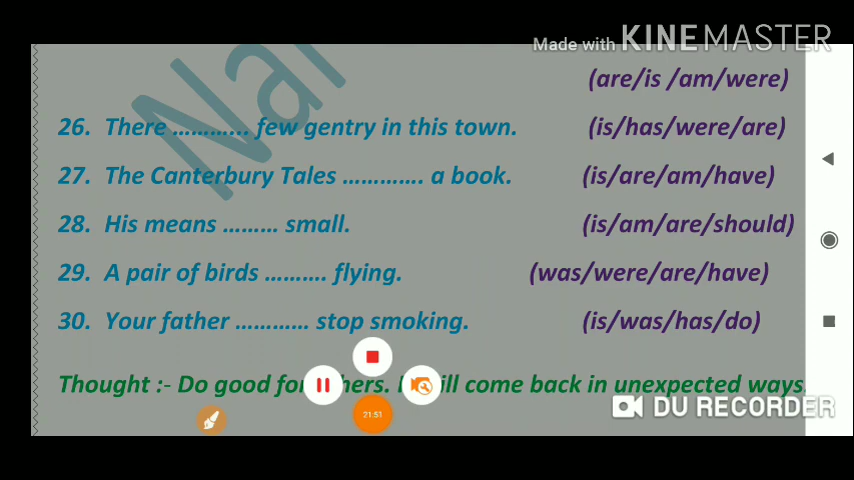 Made with KINEMASTER
(are/is /am/were)
26. There ………... few gentry in this town. (is/has/were/are)
27. The Canterbury Tales …………. a book. (is/are/am/have)
28. His means ……… small. (is/am/are/should)
29. A pair of birds ………. flying. (was/were/are/have)
30. Your father ………… stop smoking. (is/was/has/do)
Thought :- Do good for come back in unexpected ways.
DU RECORDER
21:51